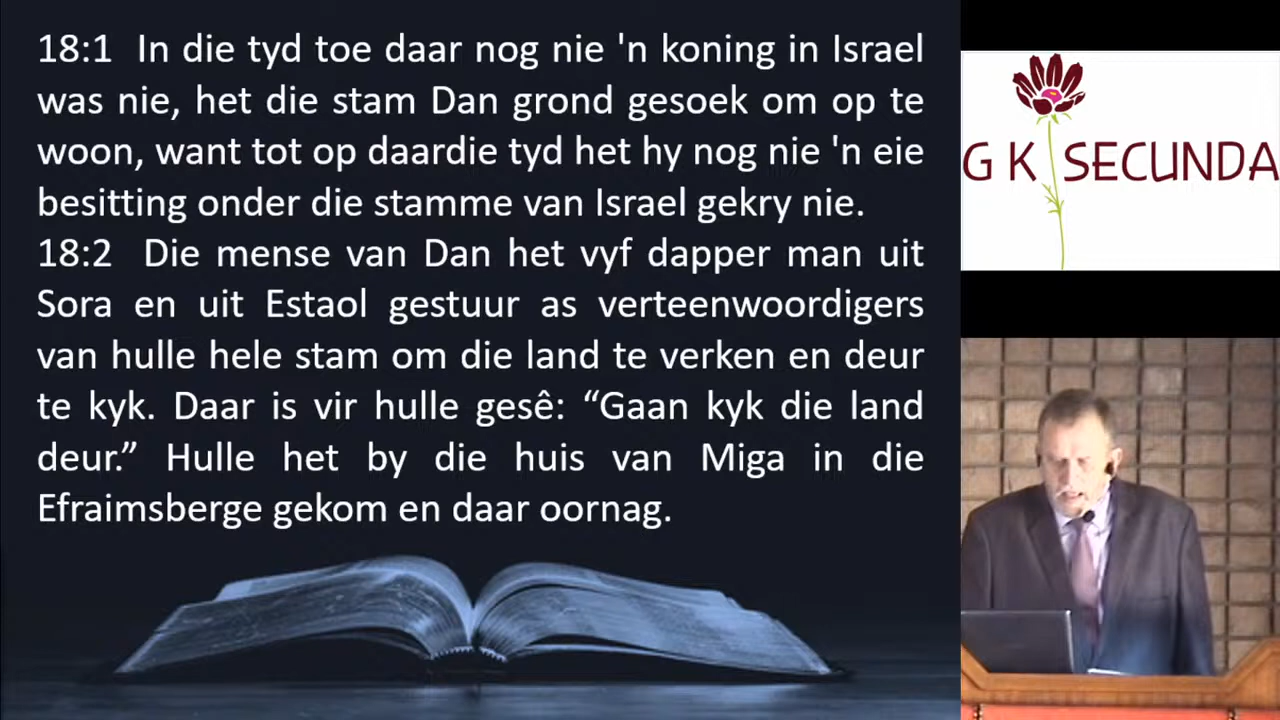 18:1 In die tyd toe daar nog nie 'n koning in Israel
was nie, het die stam Dan grond gesoek om op te
woon, want tot op daardie tyd het hy nog nie 'n eie
besitting onder die stamme van Israel gekry nie.
18:2 Die mense van Dan het vyf dapper man uit
Sora en uit Estaol gestuur as verteenwoordigers
van hulle hele stam om die land te verken en deur
te kyk. Daar is vir hulle gesê: “Gaan kyk die land
deur.” Hulle het by die huis van Miga in die
Efraimsberge gekom en daar oornag.
G K SECUNDA